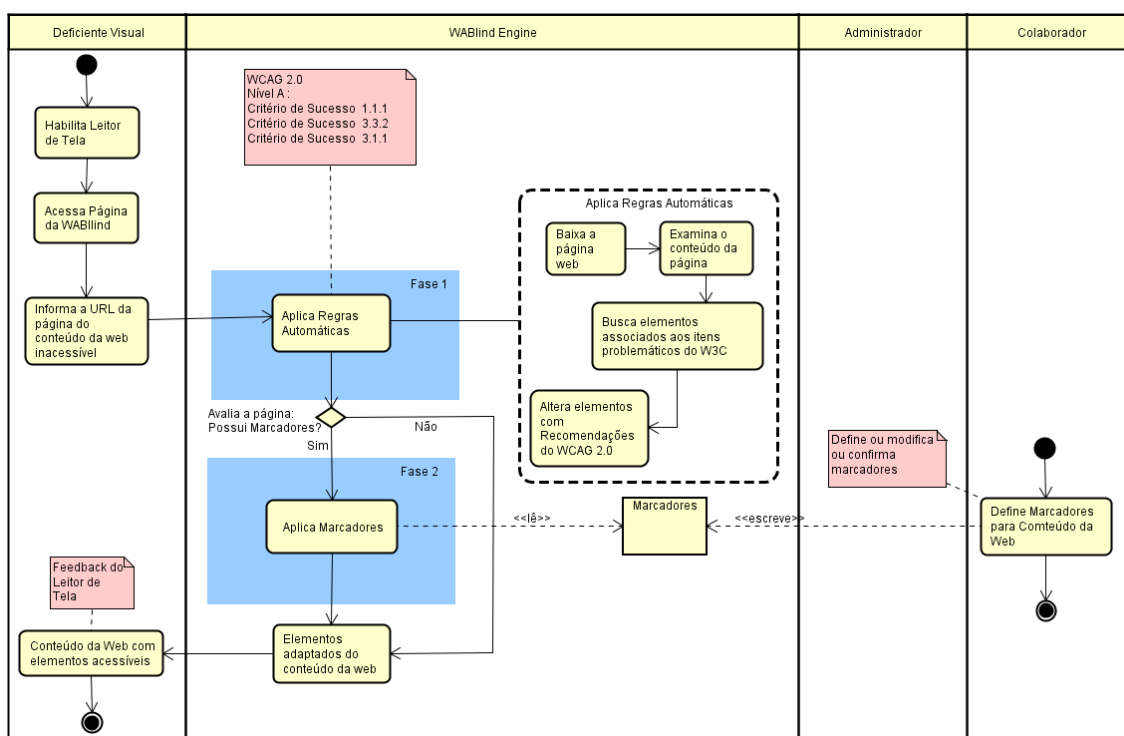 Deficiente Visual
WABlind Engine
Administrador
Colaborador
WCAG 2.0
Nível A :
Critério de Sucesso 1.1.1
Critério de Sucesso 3.3.2
Critério de Sucesso 3.1.1
Habilita Leitor
de Tela
Acessa Página
da WABllind
Informa a URL da
página do
conteúdo da web
inacessível
Fase 1
Aplica Regras
Automáticas
Aplica Regras Automáticas
Baixa a
página
web
Examina o
conteúdo da
página
Busca elementos
associados aos itens
problemáticos do W3C
Altera elementos
com
Recomendações
do WCAG 2.0
Avalia a página:
Possui Marcadores?
Não
Sim
Fase 2
Aplica Marcadores
<<lê>>
Marcadores
<<escreve>>
Define ou modifica
ou confirma
marcadores
Define Marcadores
para Comteúdo da
Web
Feedback do
Leitor de
Tela
Conteúdo da Web com
elementos acessíveis
Elementos
adaptados do
conteúdo da web